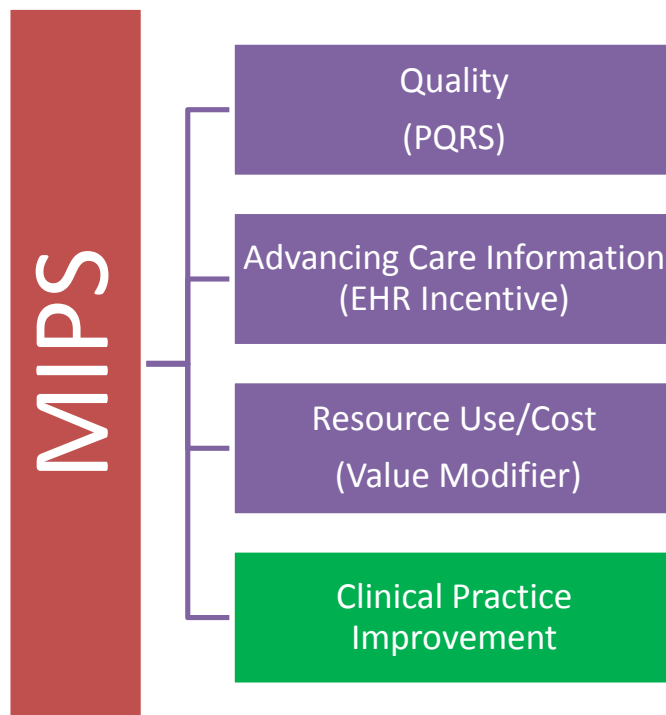 MIPS
Quality
(PQRS)
Advancing Care Information
(EHR Incentive)
Resource Use/Cost
(Value Modifier)
Clinical Practice
Improvement